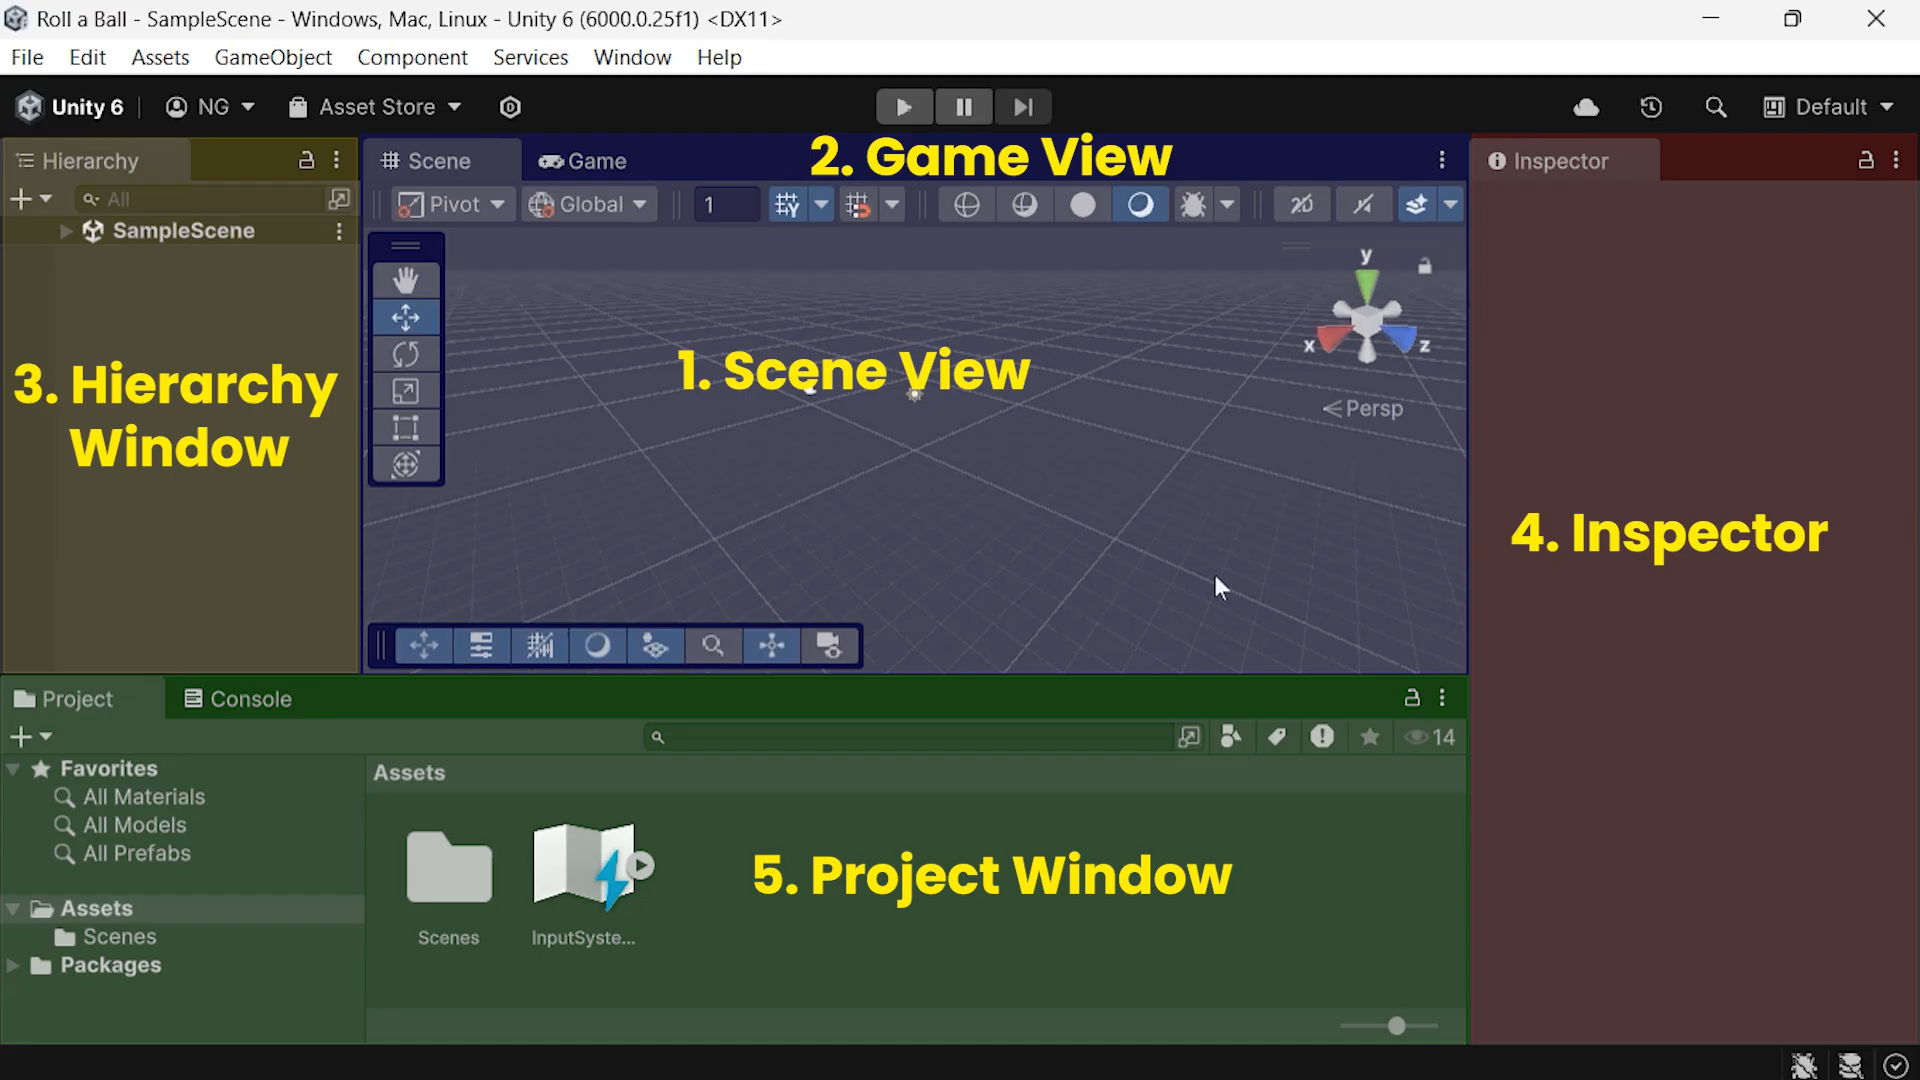 Roll a Ball - SampleScene - Windows, Mac, Linux - Unity 6 (6000.0.25f1) <DX11>
File Edit Assets GameObject Component Services Window Help
Unity 6 NG Asset Store Default
Hierarchy
All
SampleScene
3. Hierarchy
Window
Scene Game
2. Game View
Pivot Global 1 2D
y
x z
Persp
1. Scene View
Inspector
4. Inspector
Project Console
14
Favorites
All Materials
All Models
All Prefabs
Assets
Scenes
Packages
Assets
Scenes InputSyste...
5. Project Window